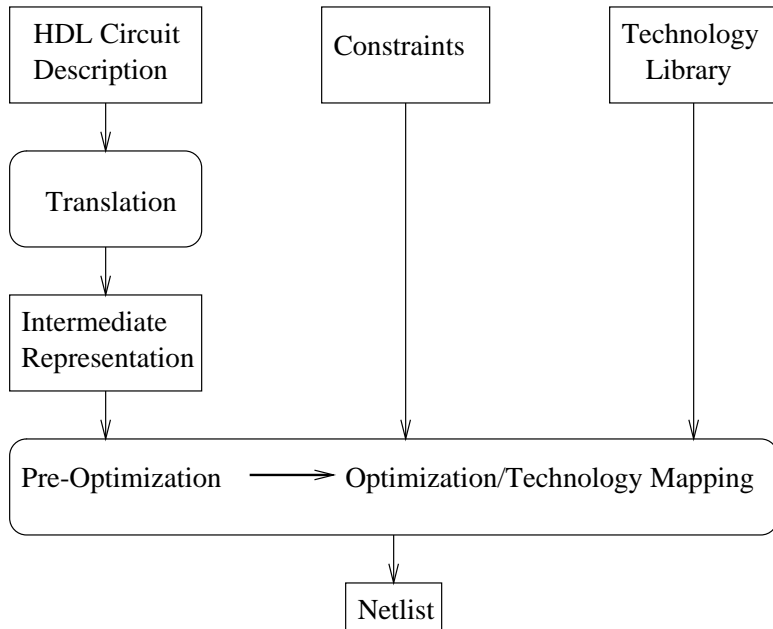 HDL Circuit
Description
Constraints
Technology
Library
Translation
Intermediate
Representation
Pre-Optimization
Optimization/Technology Mapping
Netlist